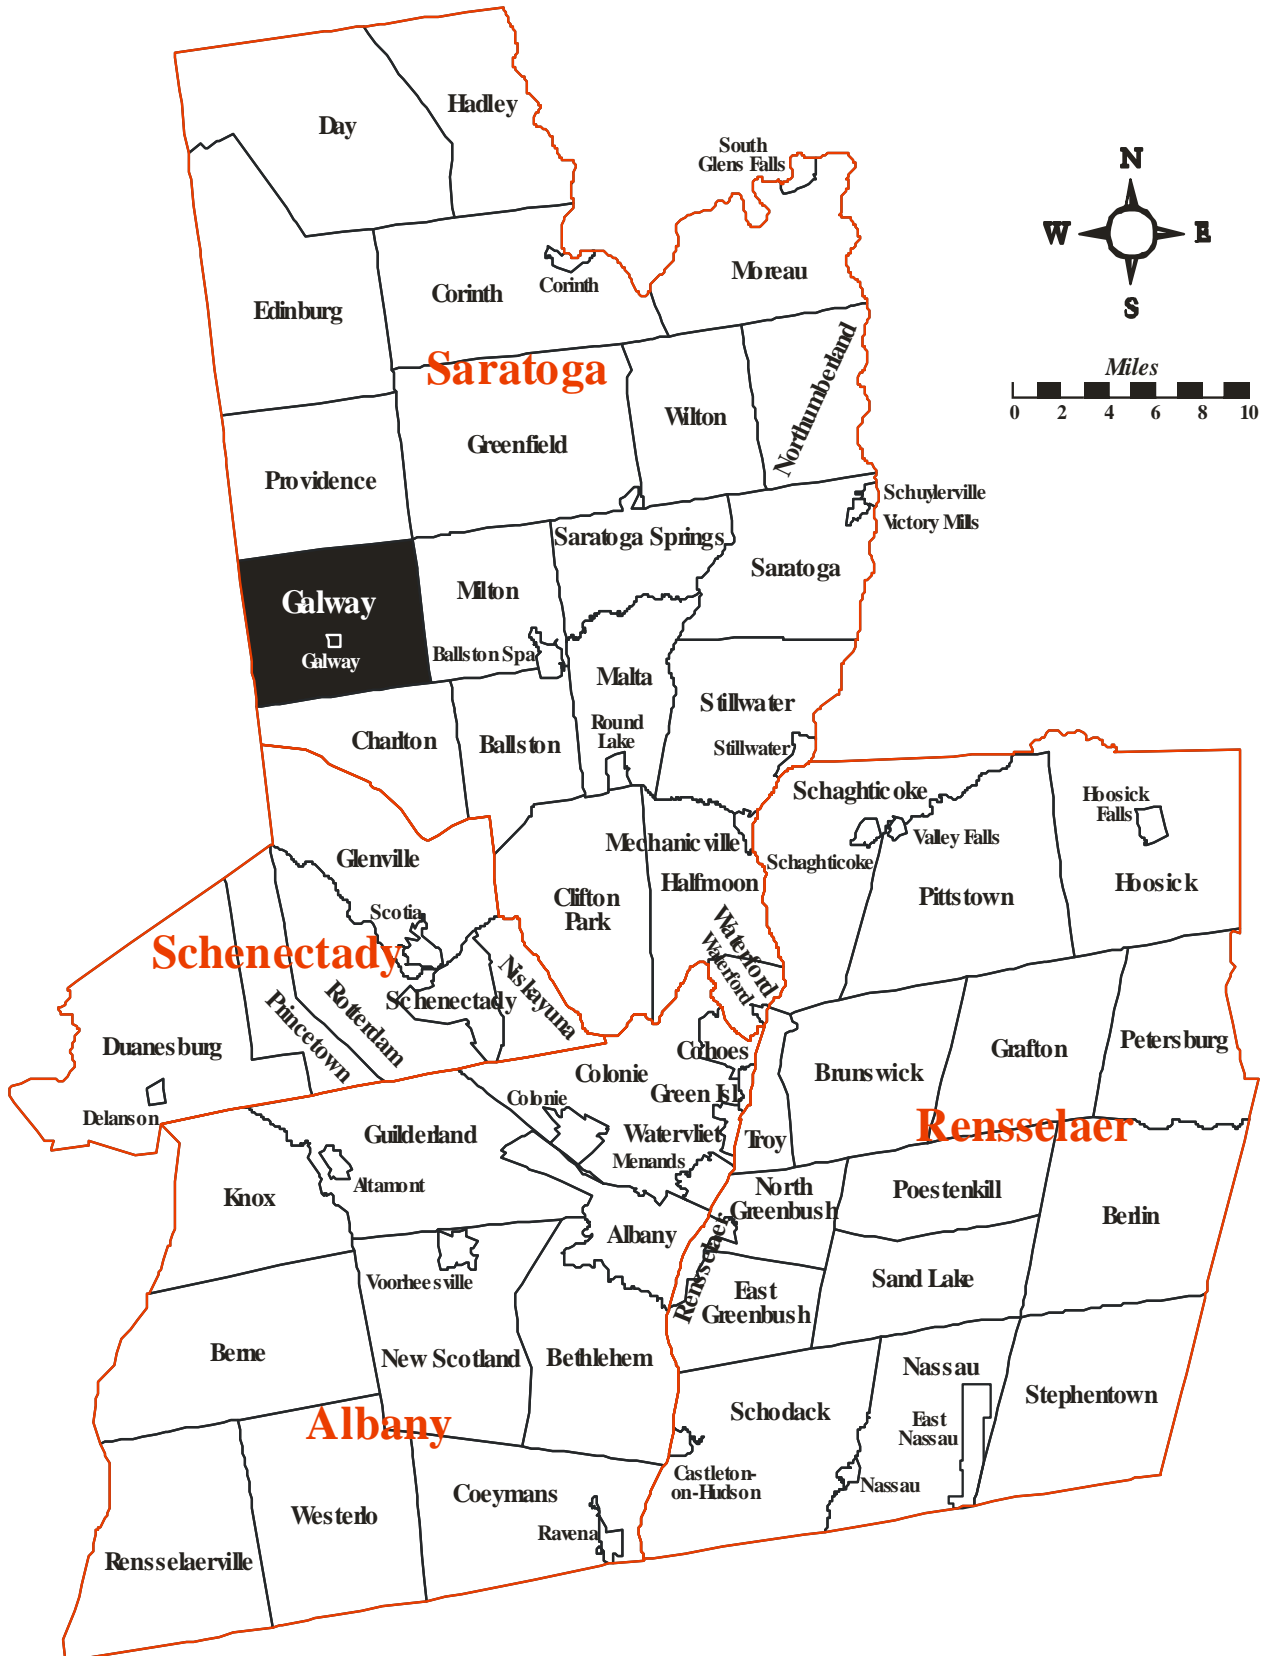 Hadley
Day
South
Glens Falls
N
W
E
S
Moreau
Corinth
Corinth
Edinburg
Northumberland
Miles
0 2 4 6 8 10
Saratoga
Wilton
Greenfield
Providence
Schuylerville
Victory Mills
Saratoga Springs
Saratoga
Milton
Galway
Galway
Ballston Spa
Malta
Stillwater
Round
Lake
Charlton
Ballston
Stillwater
Schaghticoke
Hoosick
Falls
Mechanicville
Valley Falls
Glenville
Schaghticoke
Halfmoon
Hoosick
Clifton
Park
Pittstown
Scotia
Waterford
Waterford
Schenectady
Niskayuna
Schenectady
Rotterdam
Princetown
Duanesburg
Cohoes
Grafton
Petersburg
Colonie
Brunswick
Green Isl.
Colonie
Delanson
Rensselaer
Guilderland
Watervliet
Troy
Menands
Altamont
North
Greenbush
Poestenkill
Knox
Berlin
Albany
Rensselaer
Voorheesville
Sand Lake
East
Greenbush
Berne
New Scotland
Bethlehem
Nassau
Stephentown
Albany
Schodack
East
Nassau
Castleton-
on-Hudson
Nassau
Coeymans
Westerlo
Ravena
Rensselaerville